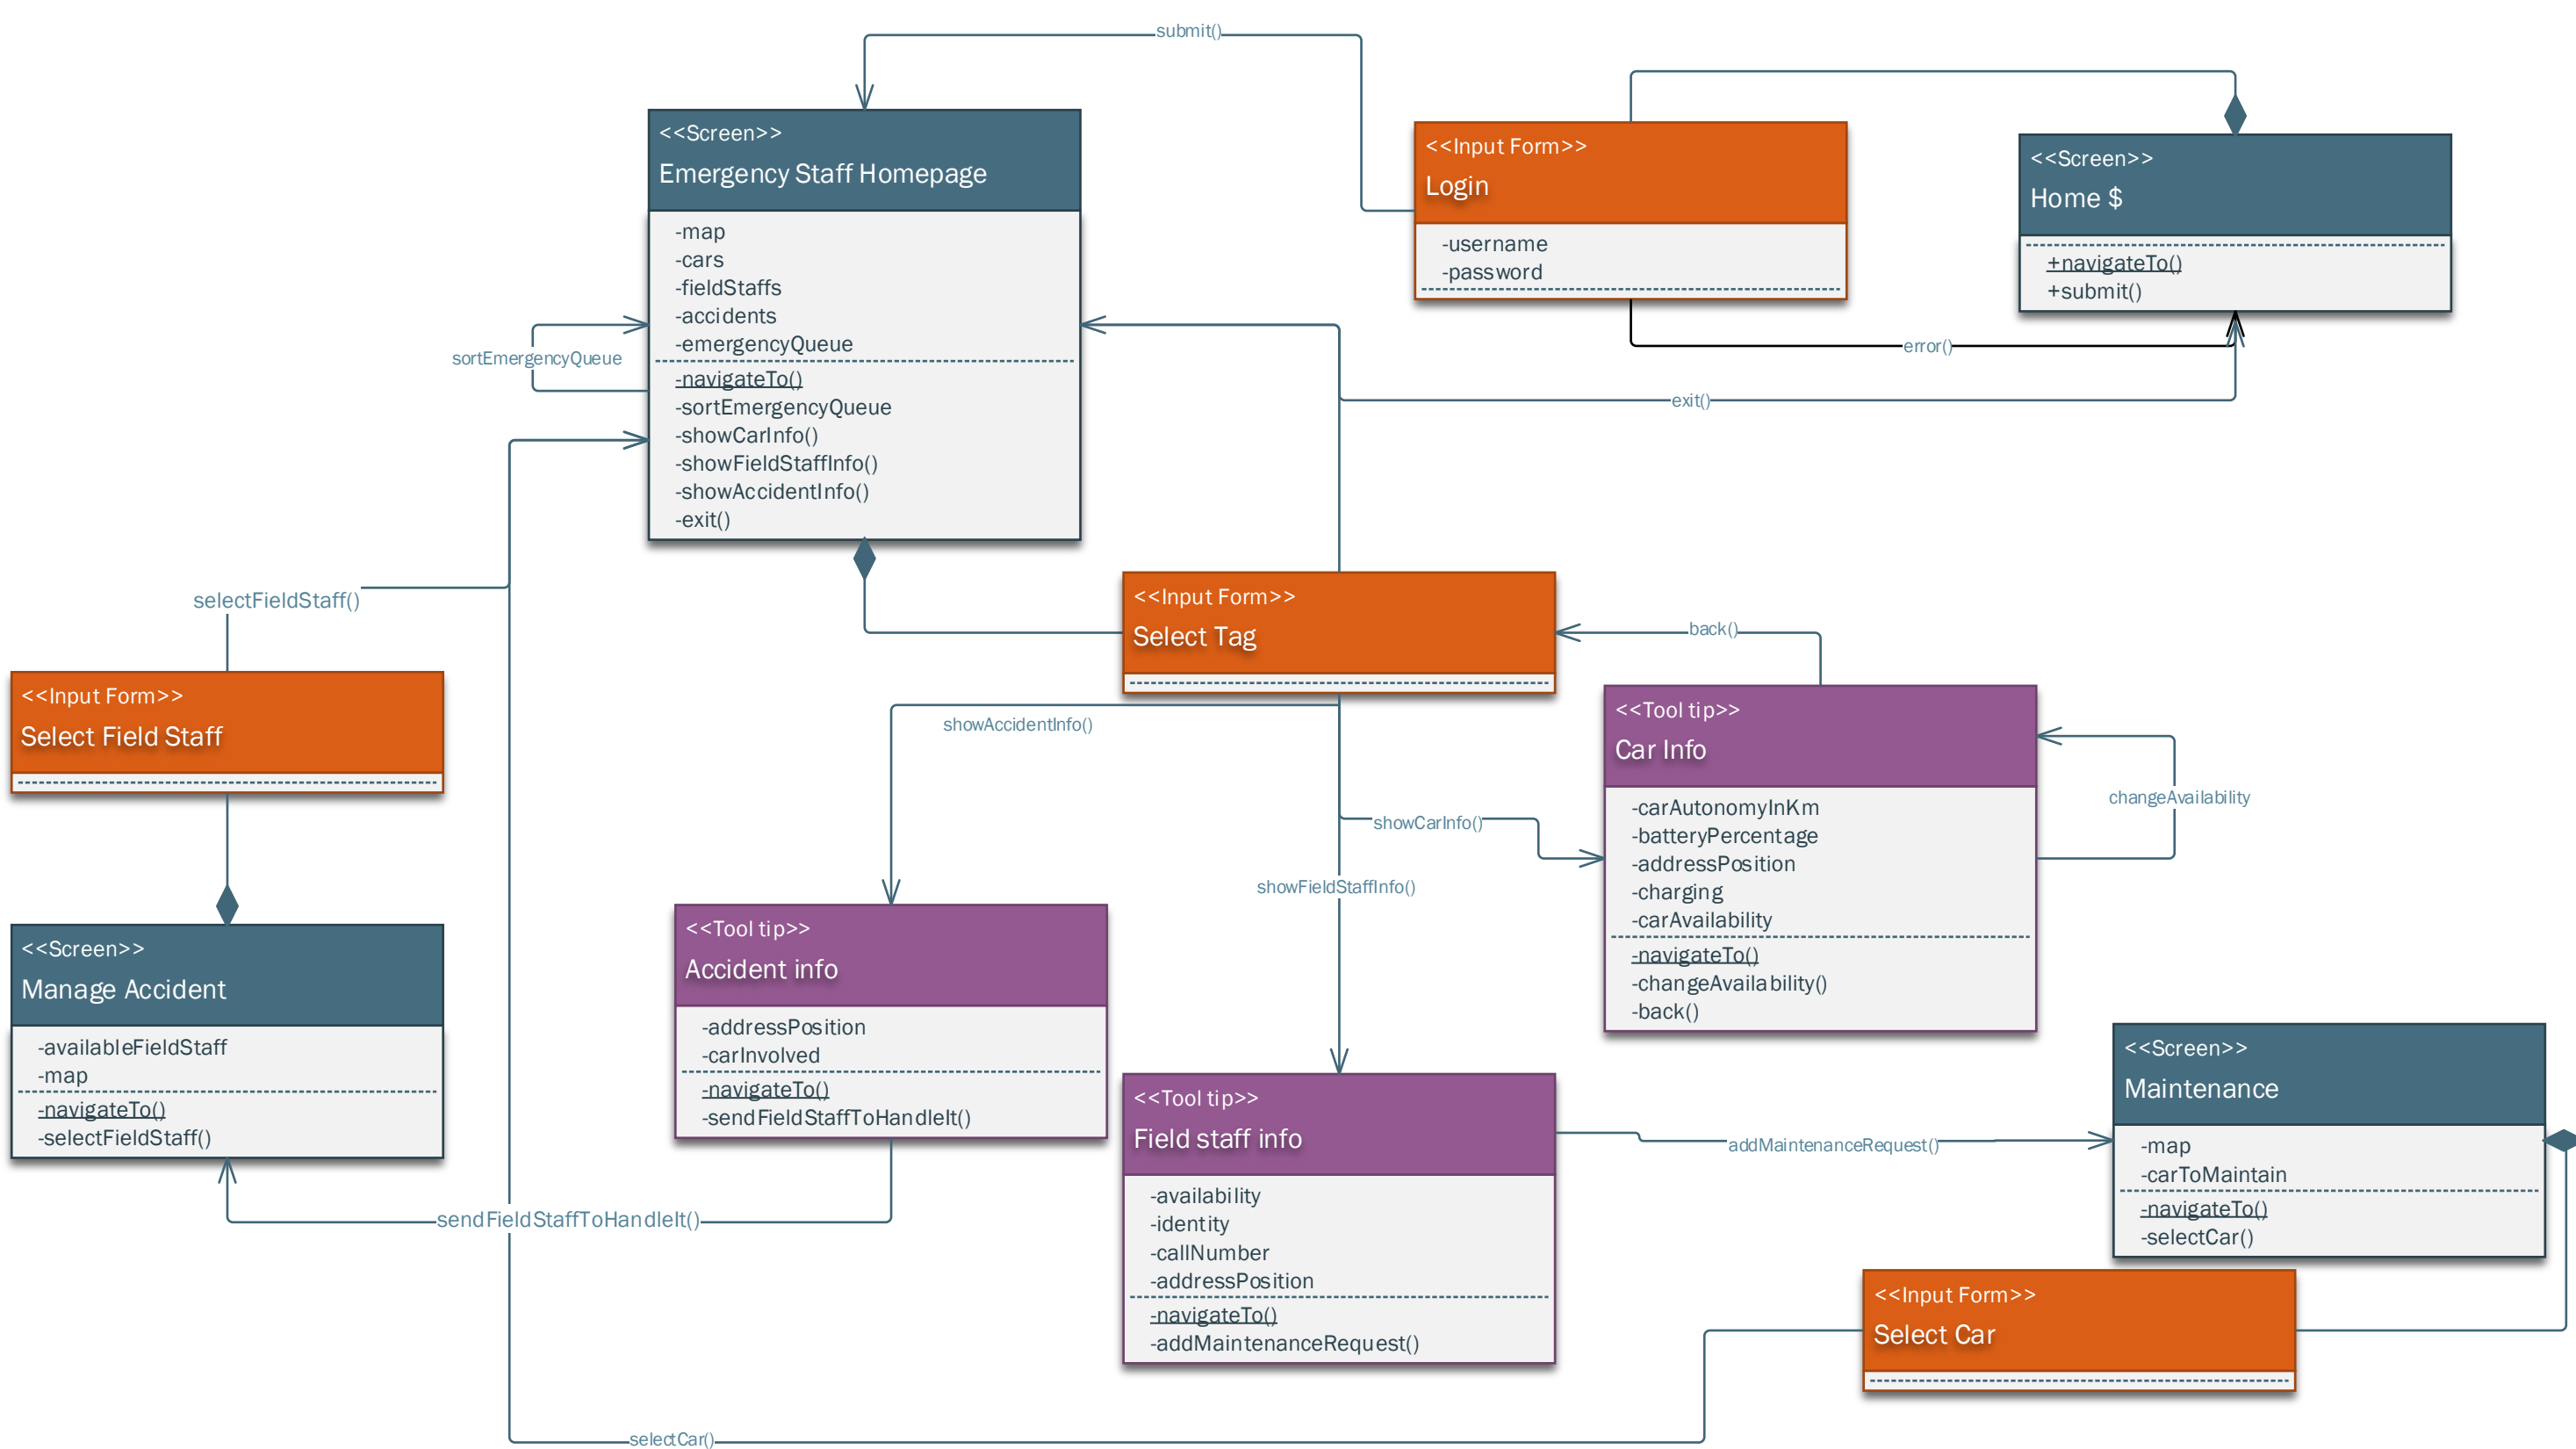 submit()
<<Screen>>
Emergency Staff Homepage
-map
-cars
-fieldStaffs
-accidents
-emergencyQueue
-navigateTo()
-sortEmergencyQueue
-showCarInfo()
-showFieldStaffInfo()
-showAccidentInfo()
-exit()
sortEmergencyQueue
<<Input Form>>
Login
-username
-password
<<Screen>>
Home $
+navigateTo()
+submit()
error()
exit()
selectFieldStaff()
<<Input Form>>
Select Tag
back()
<<Input Form>>
Select Field Staff
showAccidentInfo()
<<Tool tip>>
Car Info
-carAutonomyInKm
-batteryPercentage
-addressPosition
-charging
-carAvailability
-navigateTo()
-changeAvailability()
-back()
changeAvailability
showCarInfo()
showFieldStaffInfo()
<<Screen>>
Manage Accident
-availableFieldStaff
-map
-navigateTo()
-selectFieldStaff()
<<Tool tip>>
Accident info
-addressPosition
-carInvolved
-navigateTo()
-sendFieldStaffToHandleIt()
sendFieldStaffToHandleIt()
<<Tool tip>>
Field staff info
-availability
-identity
-callNumber
-addressPosition
-navigateTo()
-addMaintenanceRequest()
addMaintenanceRequest()
<<Screen>>
Maintenance
-map
-carToMaintain
-navigateTo()
-selectCar()
<<Input Form>>
Select Car
selectCar()